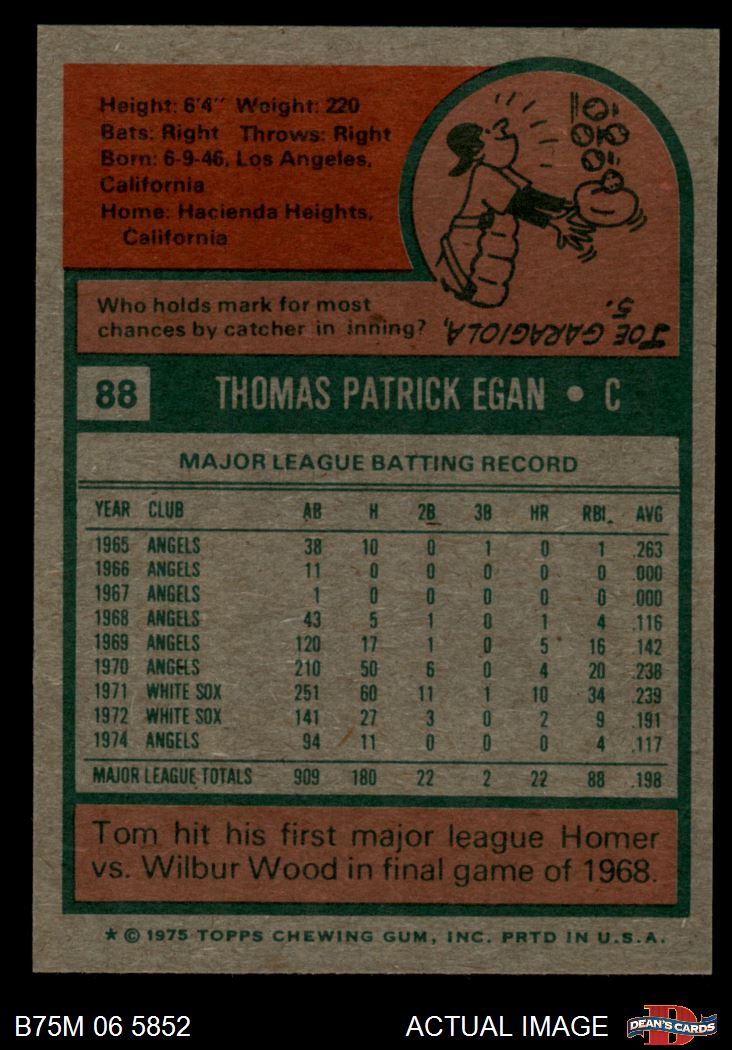 Height: 6'4" Weight: 220
Bats: Right Throws: Right
Born: 6-9-46, Los Angeles,
California
Home: Hacienda Heights,
California
Who holds mark for most
chances by catcher in inning?
JOE GARAGIOLA,
5.
88 THOMAS PATRICK EGAN • C
MAJOR LEAGUE BATTING RECORD
YEAR CLUB AB H 2B 3B HR RBI. AVG
1965 ANGELS 38 10 0 1 0 1 .263
1966 ANGELS 11 0 0 0 0 0 .000
1967 ANGELS 1 0 0 0 0 0 .000
1968 ANGELS 43 5 1 0 1 4 .116
1969 ANGELS 120 17 1 0 5 16 .142
1970 ANGELS 210 50 6 0 4 20 .238
1971 WHITE SOX 251 60 11 1 10 34 .239
1972 WHITE SOX 141 27 3 0 2 9 .191
1974 ANGELS 94 11 0 0 0 4 .117
MAJOR LEAGUE TOTALS 909 180 22 2 22 88 .198
Tom hit his first major league Homer
vs. Wilbur Wood in final game of 1968.
* © 1975 TOPPS CHEWING GUM, INC. PRTD IN U.S.A.
B75M 06 5852 ACTUAL IMAGE D DEAN'S CARDS